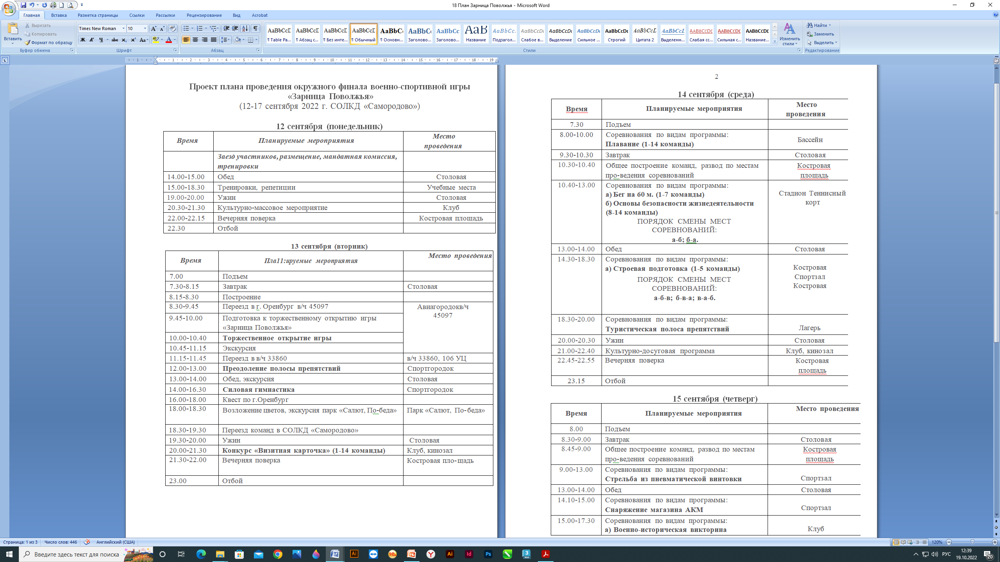 18 План Зарница Поволжья - Microsoft Word
Главная Вставка Разметка страницы Ссылки Рассылки Рецензирование Вид Acrobat
Вставить
Вырезать
Копировать
Формат по образцу
Буфер обмена
Times New Roman 10
Ж К Ч abc x₂ x² Aa
Шрифт
Абзац
AaBbCcI AaBbCcI AaBbCcI AaBbCcI AaBbCc AaBbCc AaBbCc AaB AaBbCc. AaBbCcDc AaBbCcDc AaBbCcDc AaBbCcDc AaBbCcI AaBbCcI AABBCCDD AABBCCDD AABBCCDD
¶ Table Pa... ¶ Абзац с... ¶ Без инте... ¶ Обычный ¶ Основн... Заголово... Заголово... Название Подзагол... Слабое в... Выделение Сильное ... Строгий Цитата 2 Выделенн... Слабая сс... Сильная с... Название...
Стили
Изменить
стили
Найти
Заменить
Выделить
Редактирование
1 1 2 3 4 5 6 7 8 9 10 11 12 13 14 15 16 17 18 19
Проект плана проведения окружного финала военно-спортивной игры
«Зарница Поволжья»
(12-17 сентября 2022 г. СОЛКД «Самородово»)
12 сентября (понедельник)
Время Планируемые мероприятия Место
проведения
Заезд участников, размещение, мандатная комиссия,
тренировки
14.00-15.00 Обед Столовая
15.00-18.30 Тренировки, репетиции Учебные места
19.00-20.00 Ужин Столовая
20.30-21.30 Культурно-массовое мероприятие Клуб
22.00-22.15 Вечерняя поверка Костровая площадь
22.30 Отбой
13 сентября (вторник)
Время Пла11:ируемые мероприятия Место проведения
7.00 Подъем
7.30-8.15 Завтрак Столовая
8.15-8.30 Построение
8.30-9.45 Переезд в г. Оренбург в/ч 45097 Авиагородокв/ч
45097
9.45-10.00 Подготовка к торжественному открытию игры
«Зарница Поволжья»
10.00-10.40 Торжественное открытие игры
10.45-11.15 Экскурсия
11.15-11.45 Переезд в в/ч 33860 в/ч 33860, 106 УЦ
12.00-13.00 Преодоление полосы препятствий Спортгородок
13.00-14.00 Обед, экскурсия Столовая
14.00-16.30 Силовая гимнастика Спортгородок
16.00-18.00 Квест по г.Оренбург
18.00-18.30 Возложение цветов, экскурсия парк «Салют, По-беда» Парк «Салют, По-беда»
18.30-19.30 Переезд команд в СОЛКД «Самородово»
19.30-20.00 Ужин Столовая
20.00-21.30 Конкурс «Визитная карточка» (1-14 команды) Клуб, кинозал
21.30-22.00 Вечерняя поверка Костровая пло-щадь
23.00 Отбой
2
14 сентября (среда)
Время Планируемые мероприятия Место
проведения
7.30 Подъем
8.00-10.00 Соревнования по видам программы:
Плавание (1-14 команды) Бассейн
9.30-10.30 Завтрак Столовая
10.30-10.40 Общее построение команд, развод по местам Костровая
про-ведения соревнований площадь
10.40-13.00 Соревнования по видам программы:
а) Бег на 60 м. (1-7 команды) Стадион Теннисный
б) Основы безопасности жизнедеятельности корт
(8-14 команды)
ПОРЯДОК СМЕНЫ МЕСТ
СОРЕВНОВАНИЙ:
а-б; б-а.
13.00-14.00 Обед Столовая
14.30-18.30 Соревнования по видам программы:
а) Строевая подготовка (1-5 команды) Костровая
ПОРЯДОК СМЕНЫ МЕСТ Спортзал
СОРЕВНОВАНИЙ: Костровая
а-б-в; б-в-а; в-а-б.
18.30-20.00 Соревнования по видам программы:
Туристическая полоса препятствий Лагерь
20.00-20.30 Ужин Столовая
21.00-22.40 Культурно-досуговая программа Клуб, кинозал
22.45-22.55 Вечерняя поверка Костровая
площадь
23.15 Отбой
15 сентября (четверг)
Время Планируемые мероприятия Место проведения
8.00 Подъем
8.30-9.00 Завтрак Столовая
8.45-9.00 Общее построение команд, развод по местам Костровая
про-ведения соревнований площадь
9.00-13.00 Соревнования по видам программы:
Стрельба из пневматической винтовки Спортзал
13.00-14.00 Обед Столовая
14.10-15.00 Соревнования по видам программы:
Снаряжение магазина АКМ Спортзал
15.00-17.30 Соревнования по видам программы:
а) Военно-историческая викторина Клуб
Страница: 1 из 3 Число слов: 446 Английский (США) 120%
Введите здесь текст для поиска
РУС 12:39
19.10.2022 20